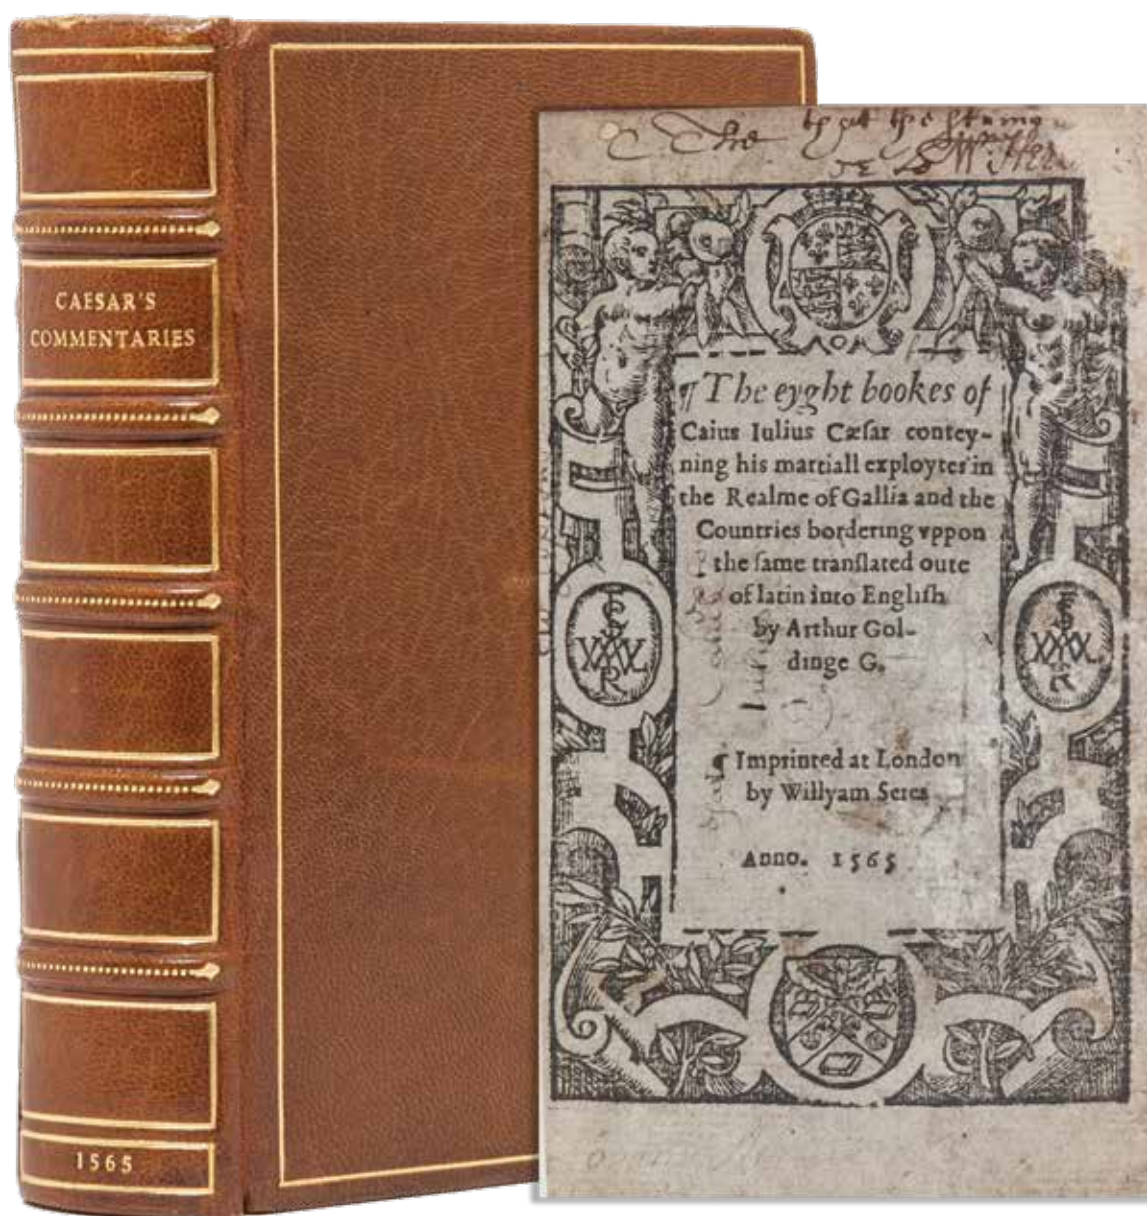 CAESAR'S
COMMENTARIES
1565
The
¶ The eyght bookes of
Caius Iulius Cæſar contey-
ning his martiall exploytes in
the Realme of Gallia and the
Countries bordering vppon
the ſame tranſlated oute
of latin into Engliſh
by Arthur Gol-
dinge G.
¶ Imprinted at London
by Willyam Seres
Anno. 1565